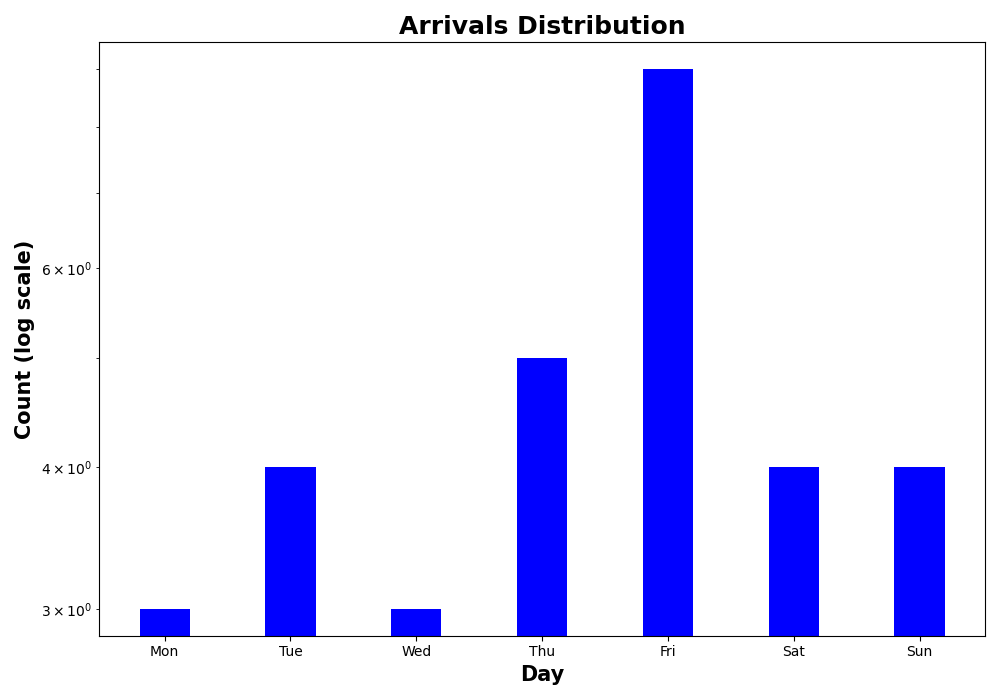 Arrivals Distribution
Count (log scale)
6 × 10⁰
4 × 10⁰
3 × 10⁰
Mon Tue Wed Thu Fri Sat Sun
Day